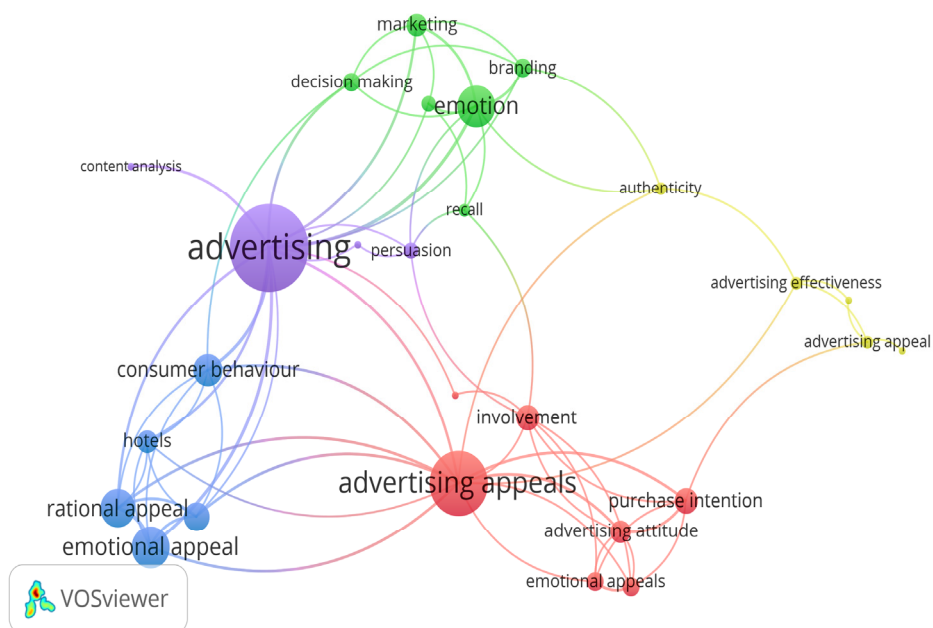 marketing
branding
decision making
emotion
content analysis
authenticity
recall
advertising
persuasion
advertising effectiveness
advertising appeal
consumer behaviour
involvement
hotels
advertising appeals
purchase intention
rational appeal
advertising attitude
emotional appeal
emotional appeals
VOSviewer